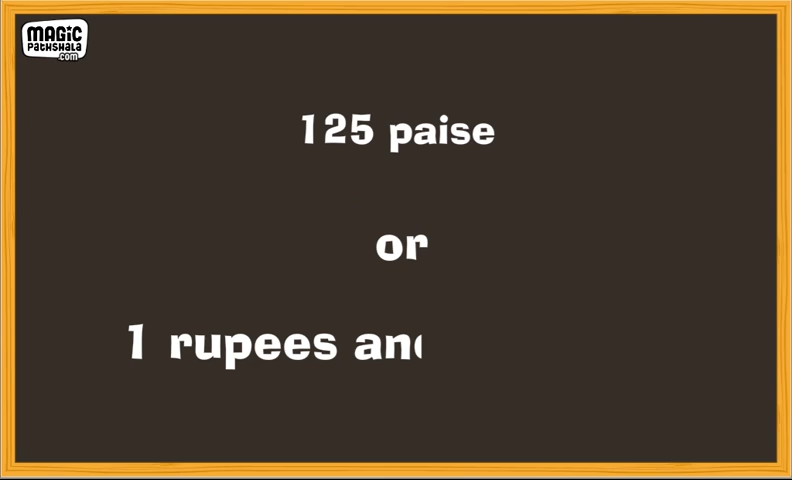 MAGIC
PATHSHALA
.COM
125 paise
or
1 rupees